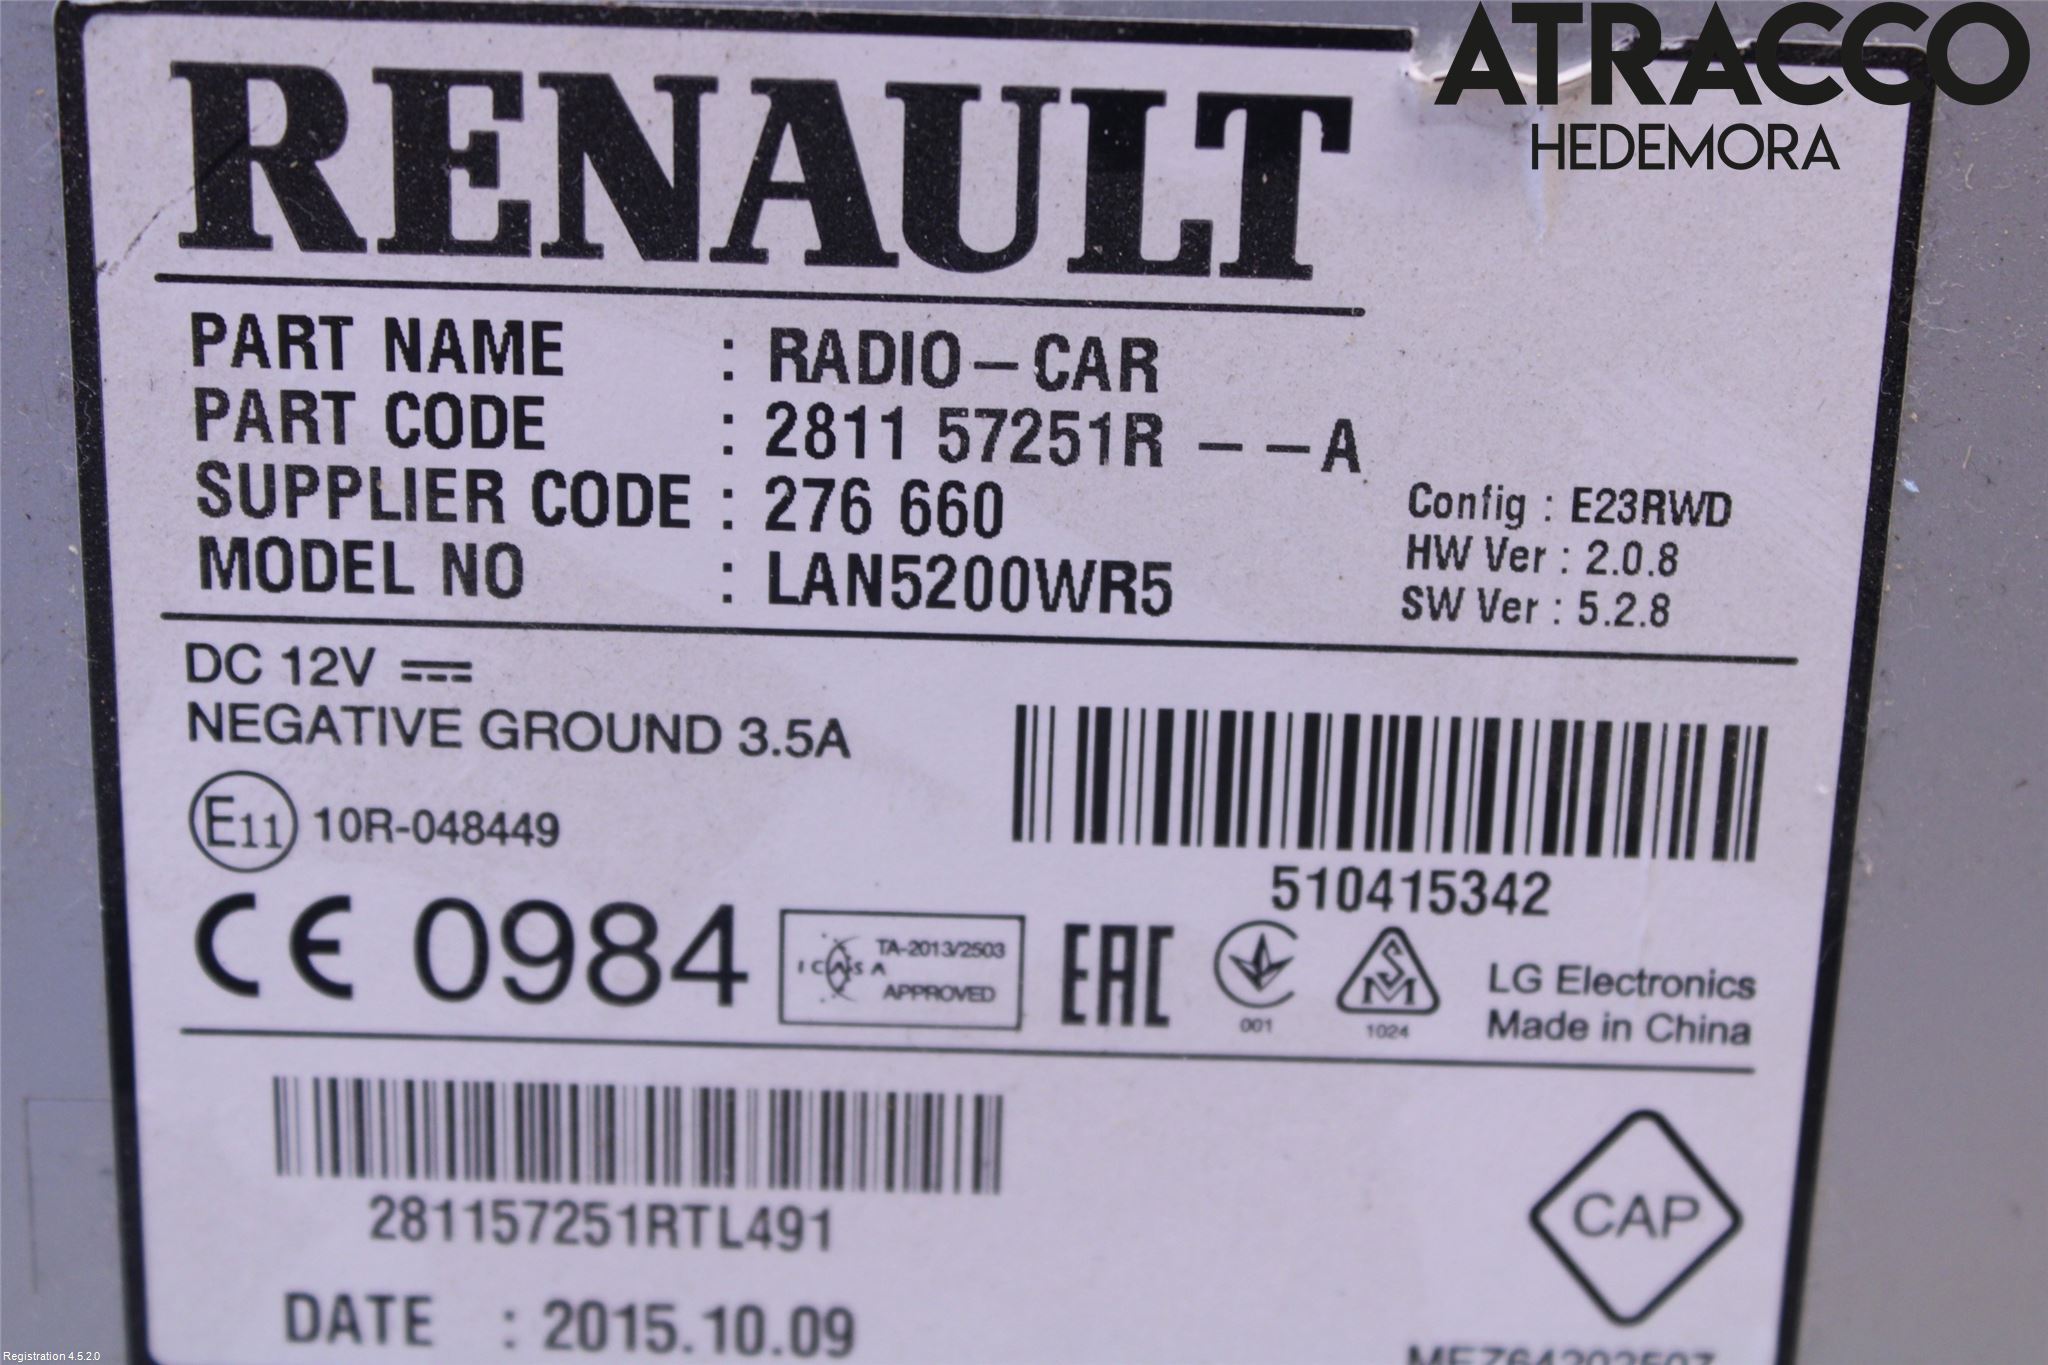 ATRACCO
HEDEMORA
RENAULT
PART NAME : RADIO-CAR
PART CODE : 2811 57251R - - A
SUPPLIER CODE : 276 660
MODEL NO : LAN5200WR5
Config : E23RWD
HW Ver : 2.0.8
SW Ver : 5.2.8
DC 12V
NEGATIVE GROUND 3.5A
E11 10R-048449
510415342
CE 0984
ICASA
TA-2013/2503
APPROVED
EAC
001
SM
1024
LG Electronics
Made in China
281157251RTL491
CAP
DATE : 2015.10.09
Registration 4.5.2.0